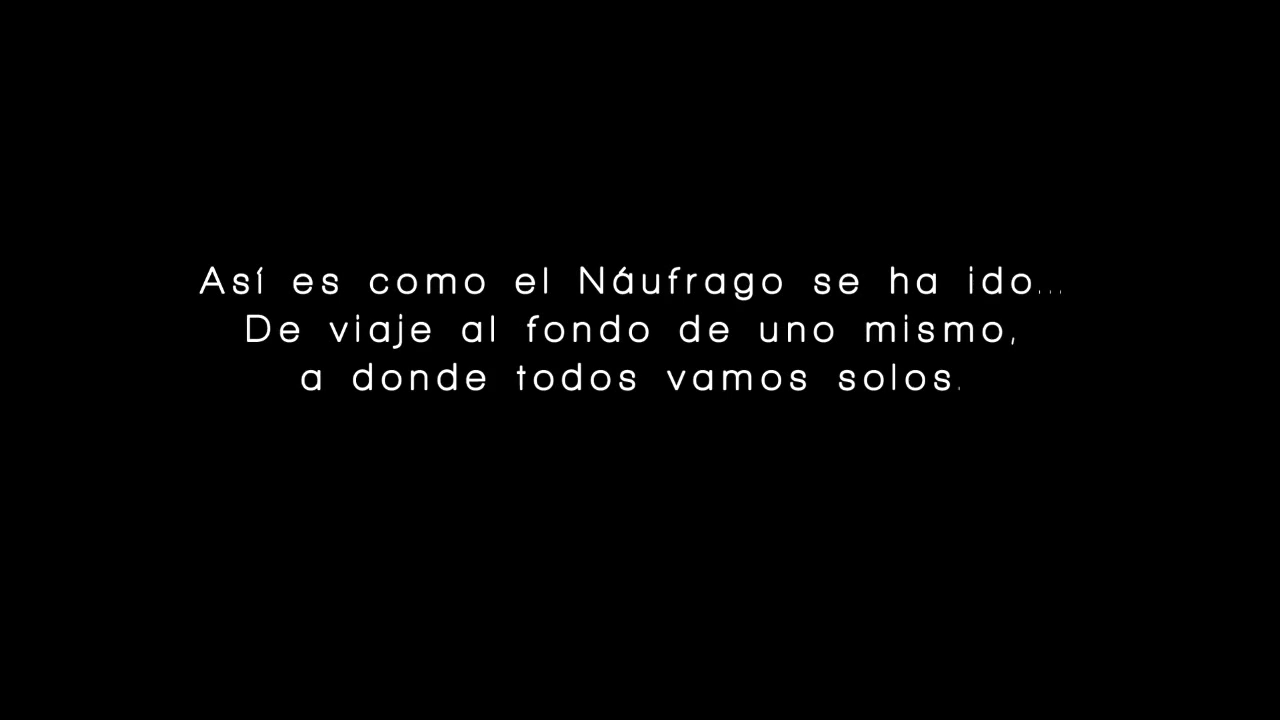 Así es como el Náufrago se ha ido...
De viaje al fondo de uno mismo,
a donde todos vamos solos.